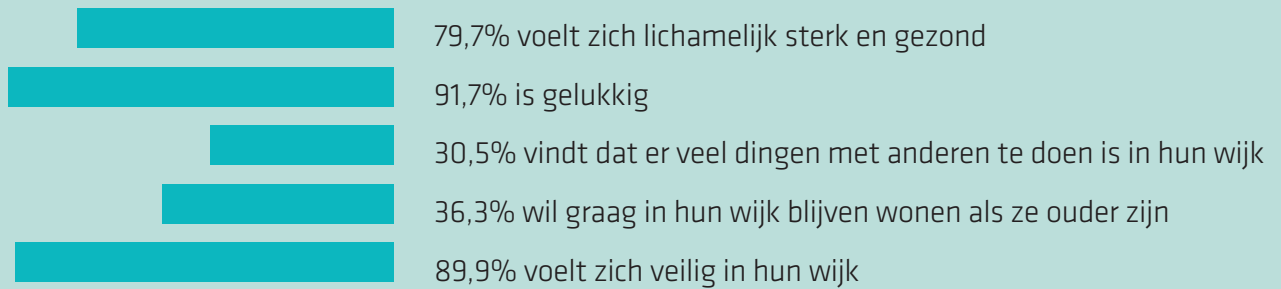 79,7% voelt zich lichamelijk sterk en gezond
91,7% is gelukkig
30,5% vindt dat er veel dingen met anderen te doen is in hun wijk
36,3% wil graag in hun wijk blijven wonen als ze ouder zijn
89,9% voelt zich veilig in hun wijk